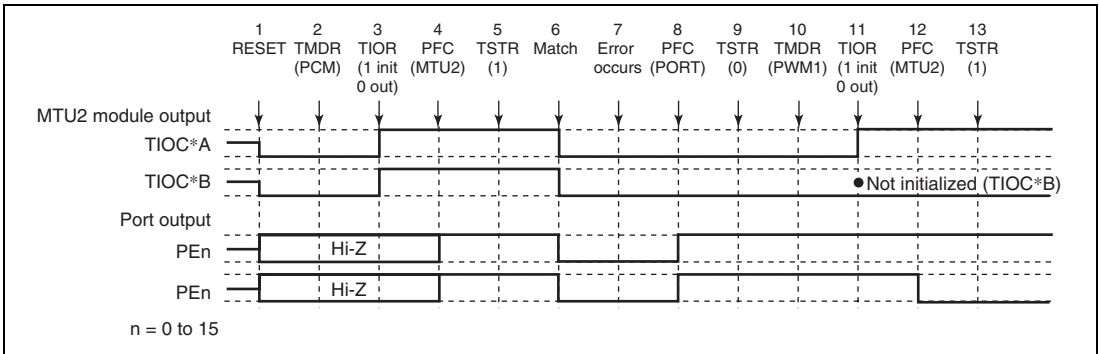 1 2 3 4 5 6 7 8 9 10 11 12 13
RESET TMDR TIOR PFC TSTR Match Error PFC TSTR TMDR TIOR PFC TSTR
(PCM) (1 init (MTU2) (1) occurs (PORT) (0) (PWM1) (1 init (MTU2) (1)
0 out) 0 out)
MTU2 module output
TIOC*A
TIOC*B
Not initialized (TIOC*B)
Port output
PEn Hi-Z
PEn Hi-Z
n = 0 to 15